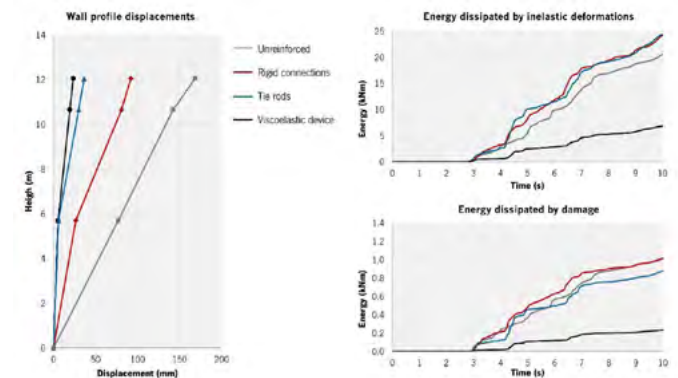 Wall profile displacements
14
12
10
8
6
4
2
0
0 50 100 150 200
Heigh (m)
Displacement (mm)
Unreinforced
Rigid connections
Tie rods
Viscoelastic device
Energy dissipated by inelastic deformations
25
20
15
10
5
0
0 1 2 3 4 5 6 7 8 9 10
Energy (kNm)
Time (s)
Energy dissipated by damage
1.4
1.2
1.0
0.8
0.6
0.4
0.2
0.0
0 1 2 3 4 5 6 7 8 9 10
Energy (kNm)
Time (s)